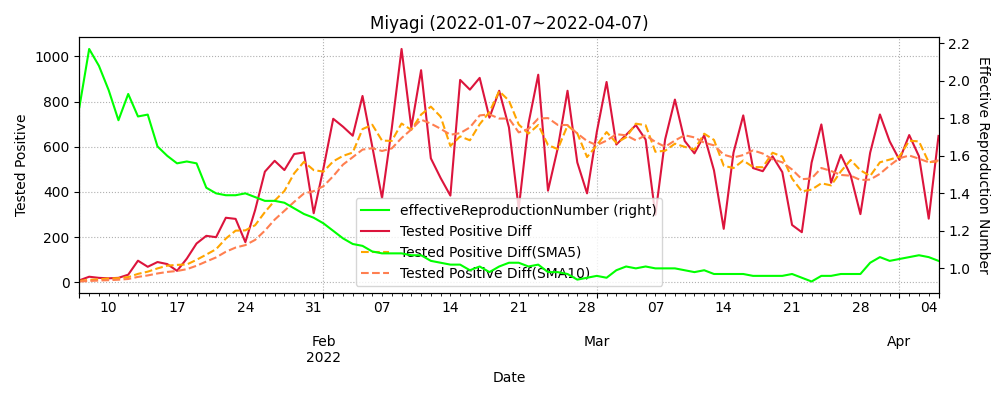 Miyagi (2022-01-07~2022-04-07)
1000
800
600
400
200
0
Tested Positive
2.2
2.0
1.8
1.6
1.4
1.2
1.0
Effective Reproduction Number
effectiveReproductionNumber (right)
Tested Positive Diff
Tested Positive Diff(SMA5)
Tested Positive Diff(SMA10)
10 17 24 31 07 14 21 28 07 14 21 28 04
Feb Mar Apr
2022
Date